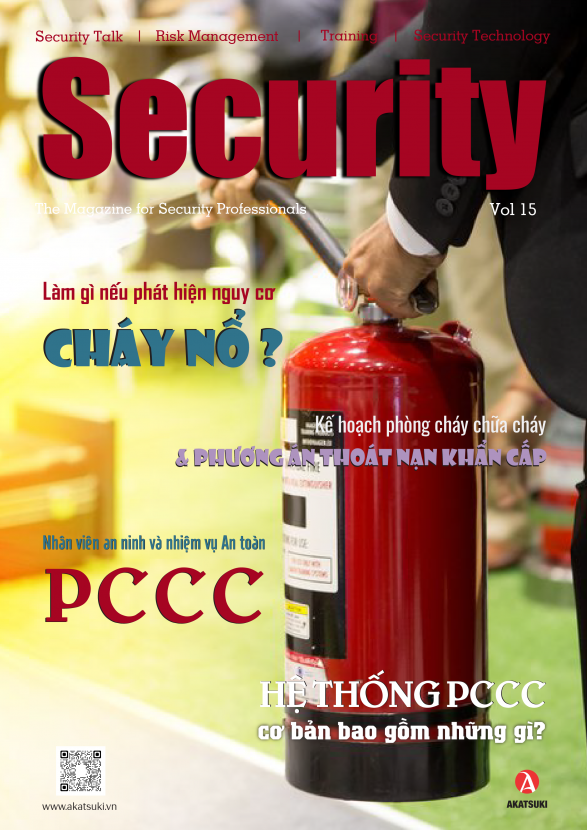 Security Talk | Risk Management | Training | Security Technology
Security
The Magazine for Security Professionals
Vol 15
Làm gì nếu phát hiện nguy cơ
CHÁY NỔ ?
Kế hoạch phòng cháy chữa cháy
& PHƯƠNG ÁN THOÁT NẠN KHẨN CẤP
Nhân viên an ninh và nhiệm vụ An toàn
PCCC
HỆ THỐNG PCCC
cơ bản bao gồm những gì?
www.akatsuki.vn
AKATSUKI